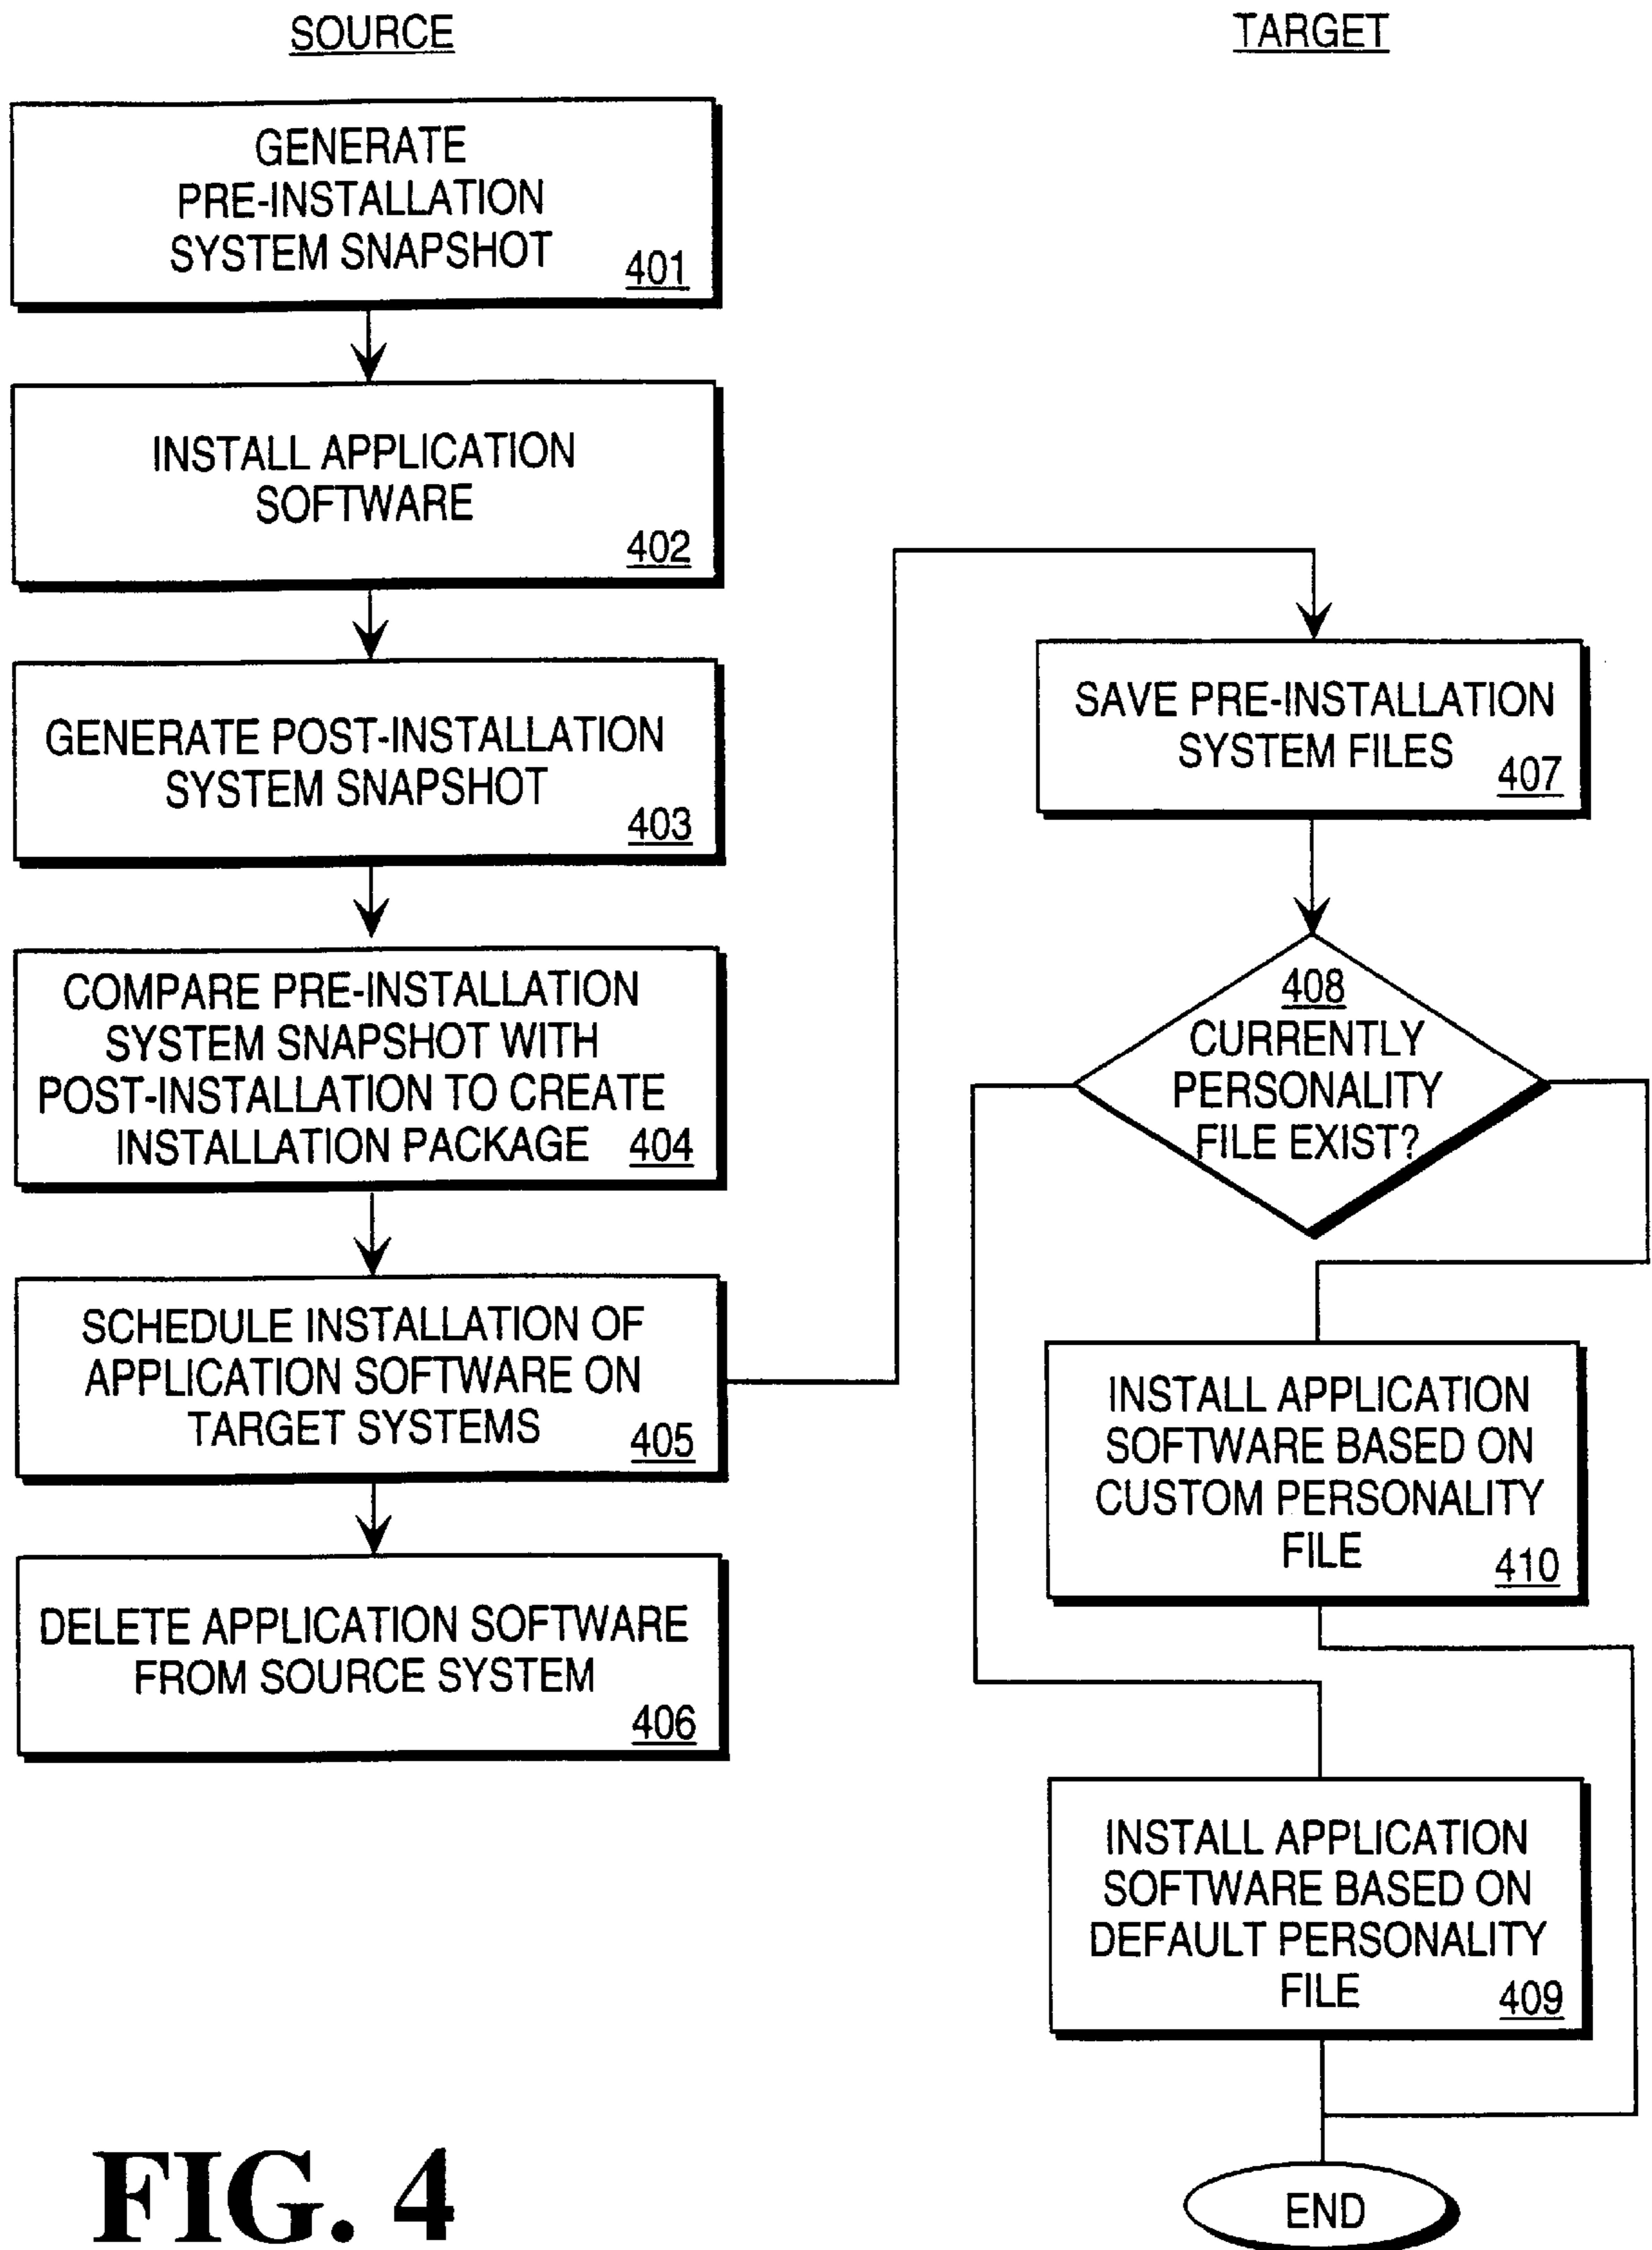 SOURCE
GENERATE
PRE-INSTALLATION
SYSTEM SNAPSHOT
401
INSTALL APPLICATION
SOFTWARE
402
GENERATE POST-INSTALLATION
SYSTEM SNAPSHOT
403
COMPARE PRE-INSTALLATION
SYSTEM SNAPSHOT WITH
POST-INSTALLATION TO CREATE
INSTALLATION PACKAGE 404
SCHEDULE INSTALLATION OF
APPLICATION SOFTWARE ON
TARGET SYSTEMS
405
DELETE APPLICATION SOFTWARE
FROM SOURCE SYSTEM
406
TARGET
SAVE PRE-INSTALLATION
SYSTEM FILES
407
408
CURRENTLY
PERSONALITY
FILE EXIST?
INSTALL APPLICATION
SOFTWARE BASED ON
CUSTOM PERSONALITY
FILE
410
INSTALL APPLICATION
SOFTWARE BASED ON
DEFAULT PERSONALITY
FILE
409
END
FIG. 4